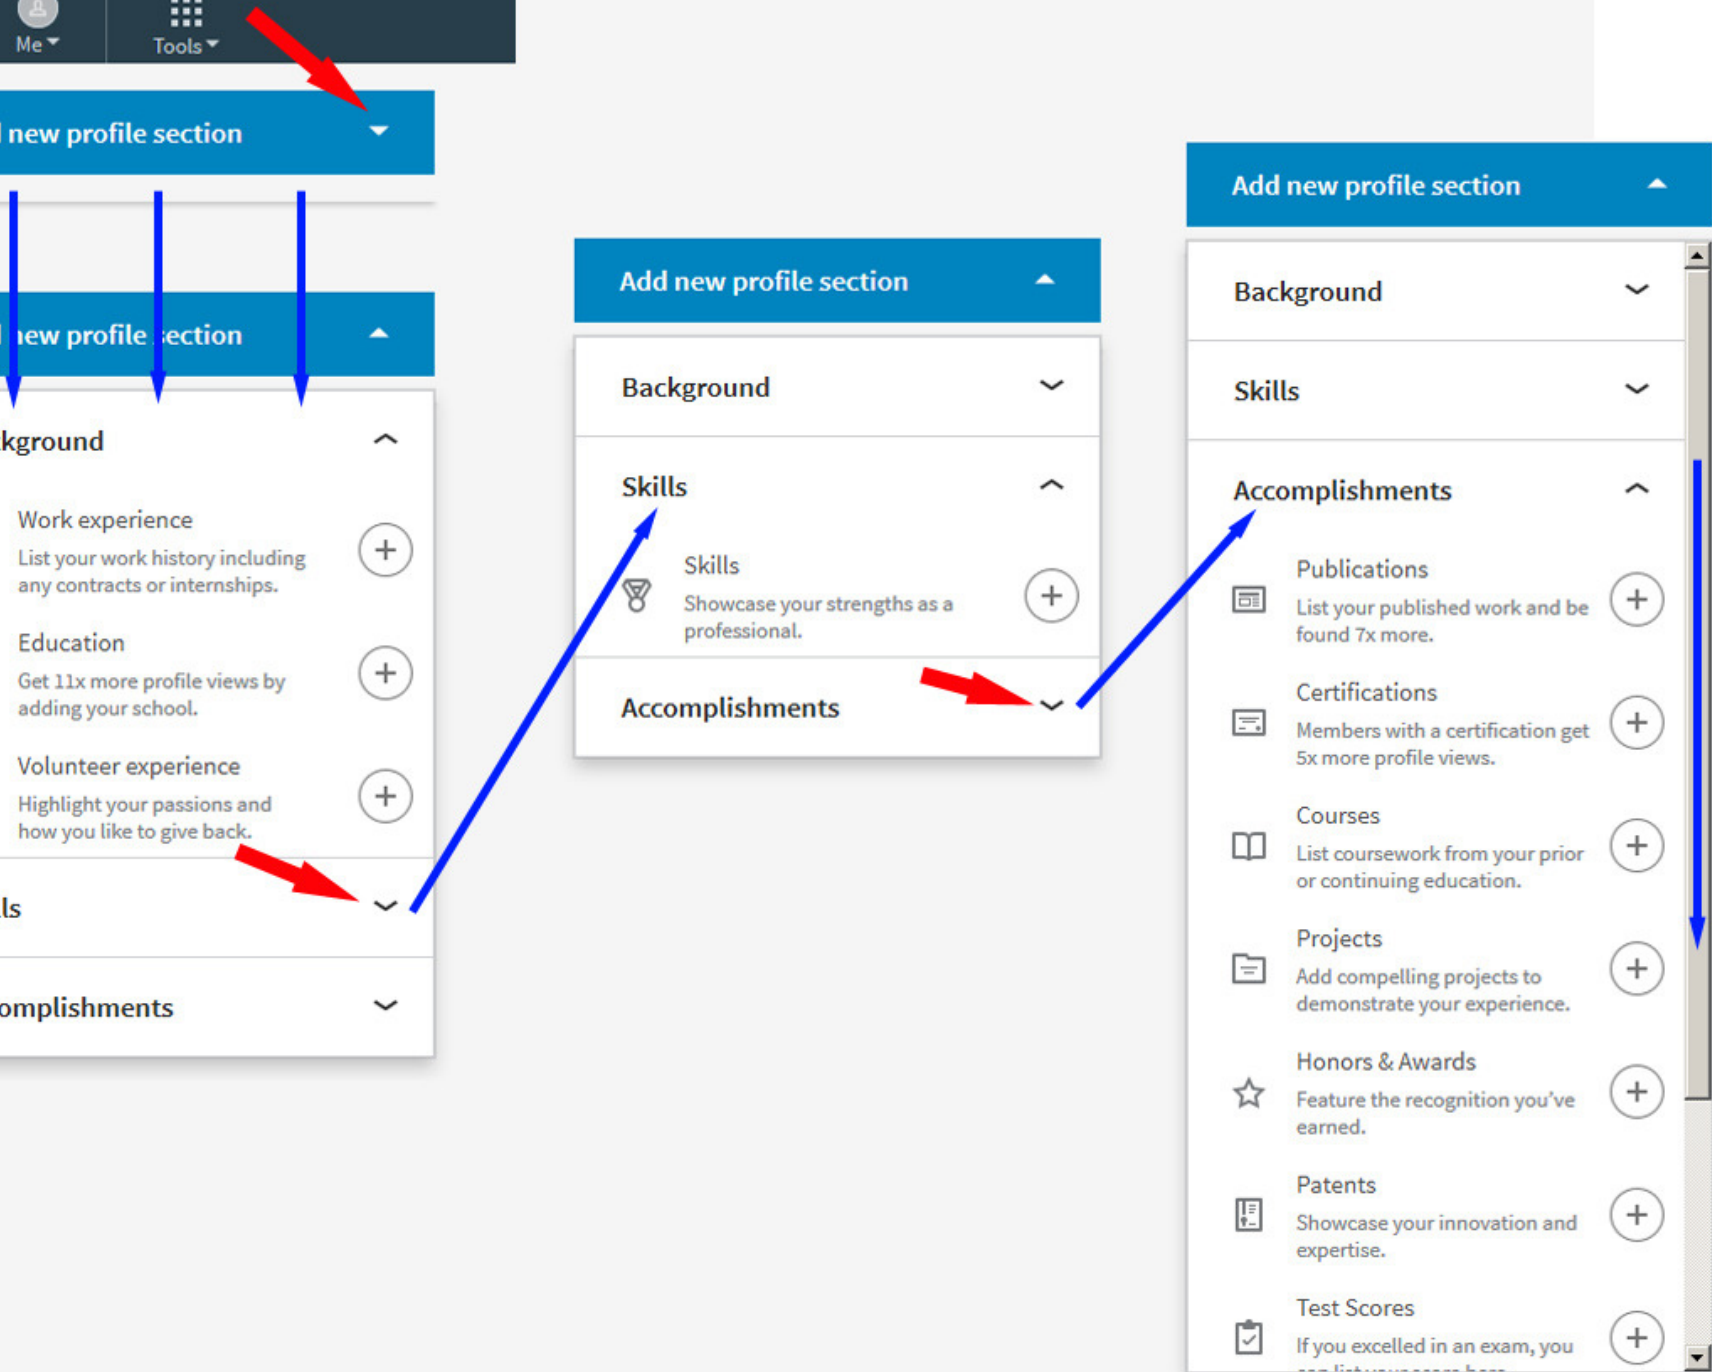 Me
Tools
new profile section
new profile section
kground
Work experience
List your work history including
any contracts or internships.
Education
Get 11x more profile views by
adding your school.
Volunteer experience
Highlight your passions and
how you like to give back.
ls
omplishments
Add new profile section
Background
Skills
Skills
Showcase your strengths as a
professional.
Accomplishments
Add new profile section
Background
Skills
Accomplishments
Publications
List your published work and be
found 7x more.
Certifications
Members with a certification get
5x more profile views.
Courses
List coursework from your prior
or continuing education.
Projects
Add compelling projects to
demonstrate your experience.
Honors & Awards
Feature the recognition you've
earned.
Patents
Showcase your innovation and
expertise.
Test Scores
If you excelled in an exam, you